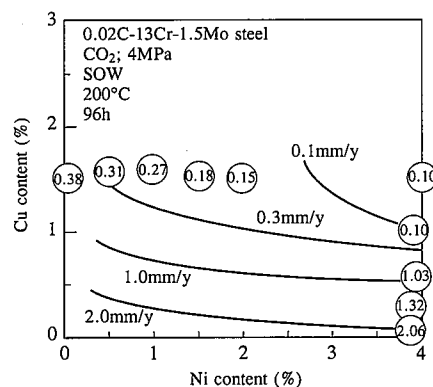 3
0.02C-13Cr-1.5Mo steel
CO₂; 4MPa
SOW
200°C
96h
2
0.1mm/y
0.38
0.31
0.27
0.18
0.15
0.10
0.3mm/y
0.10
1
1.0mm/y
1.03
2.0mm/y
1.32
2.06
0
0 1 2 3 4
Cu content (%)
Ni content (%)